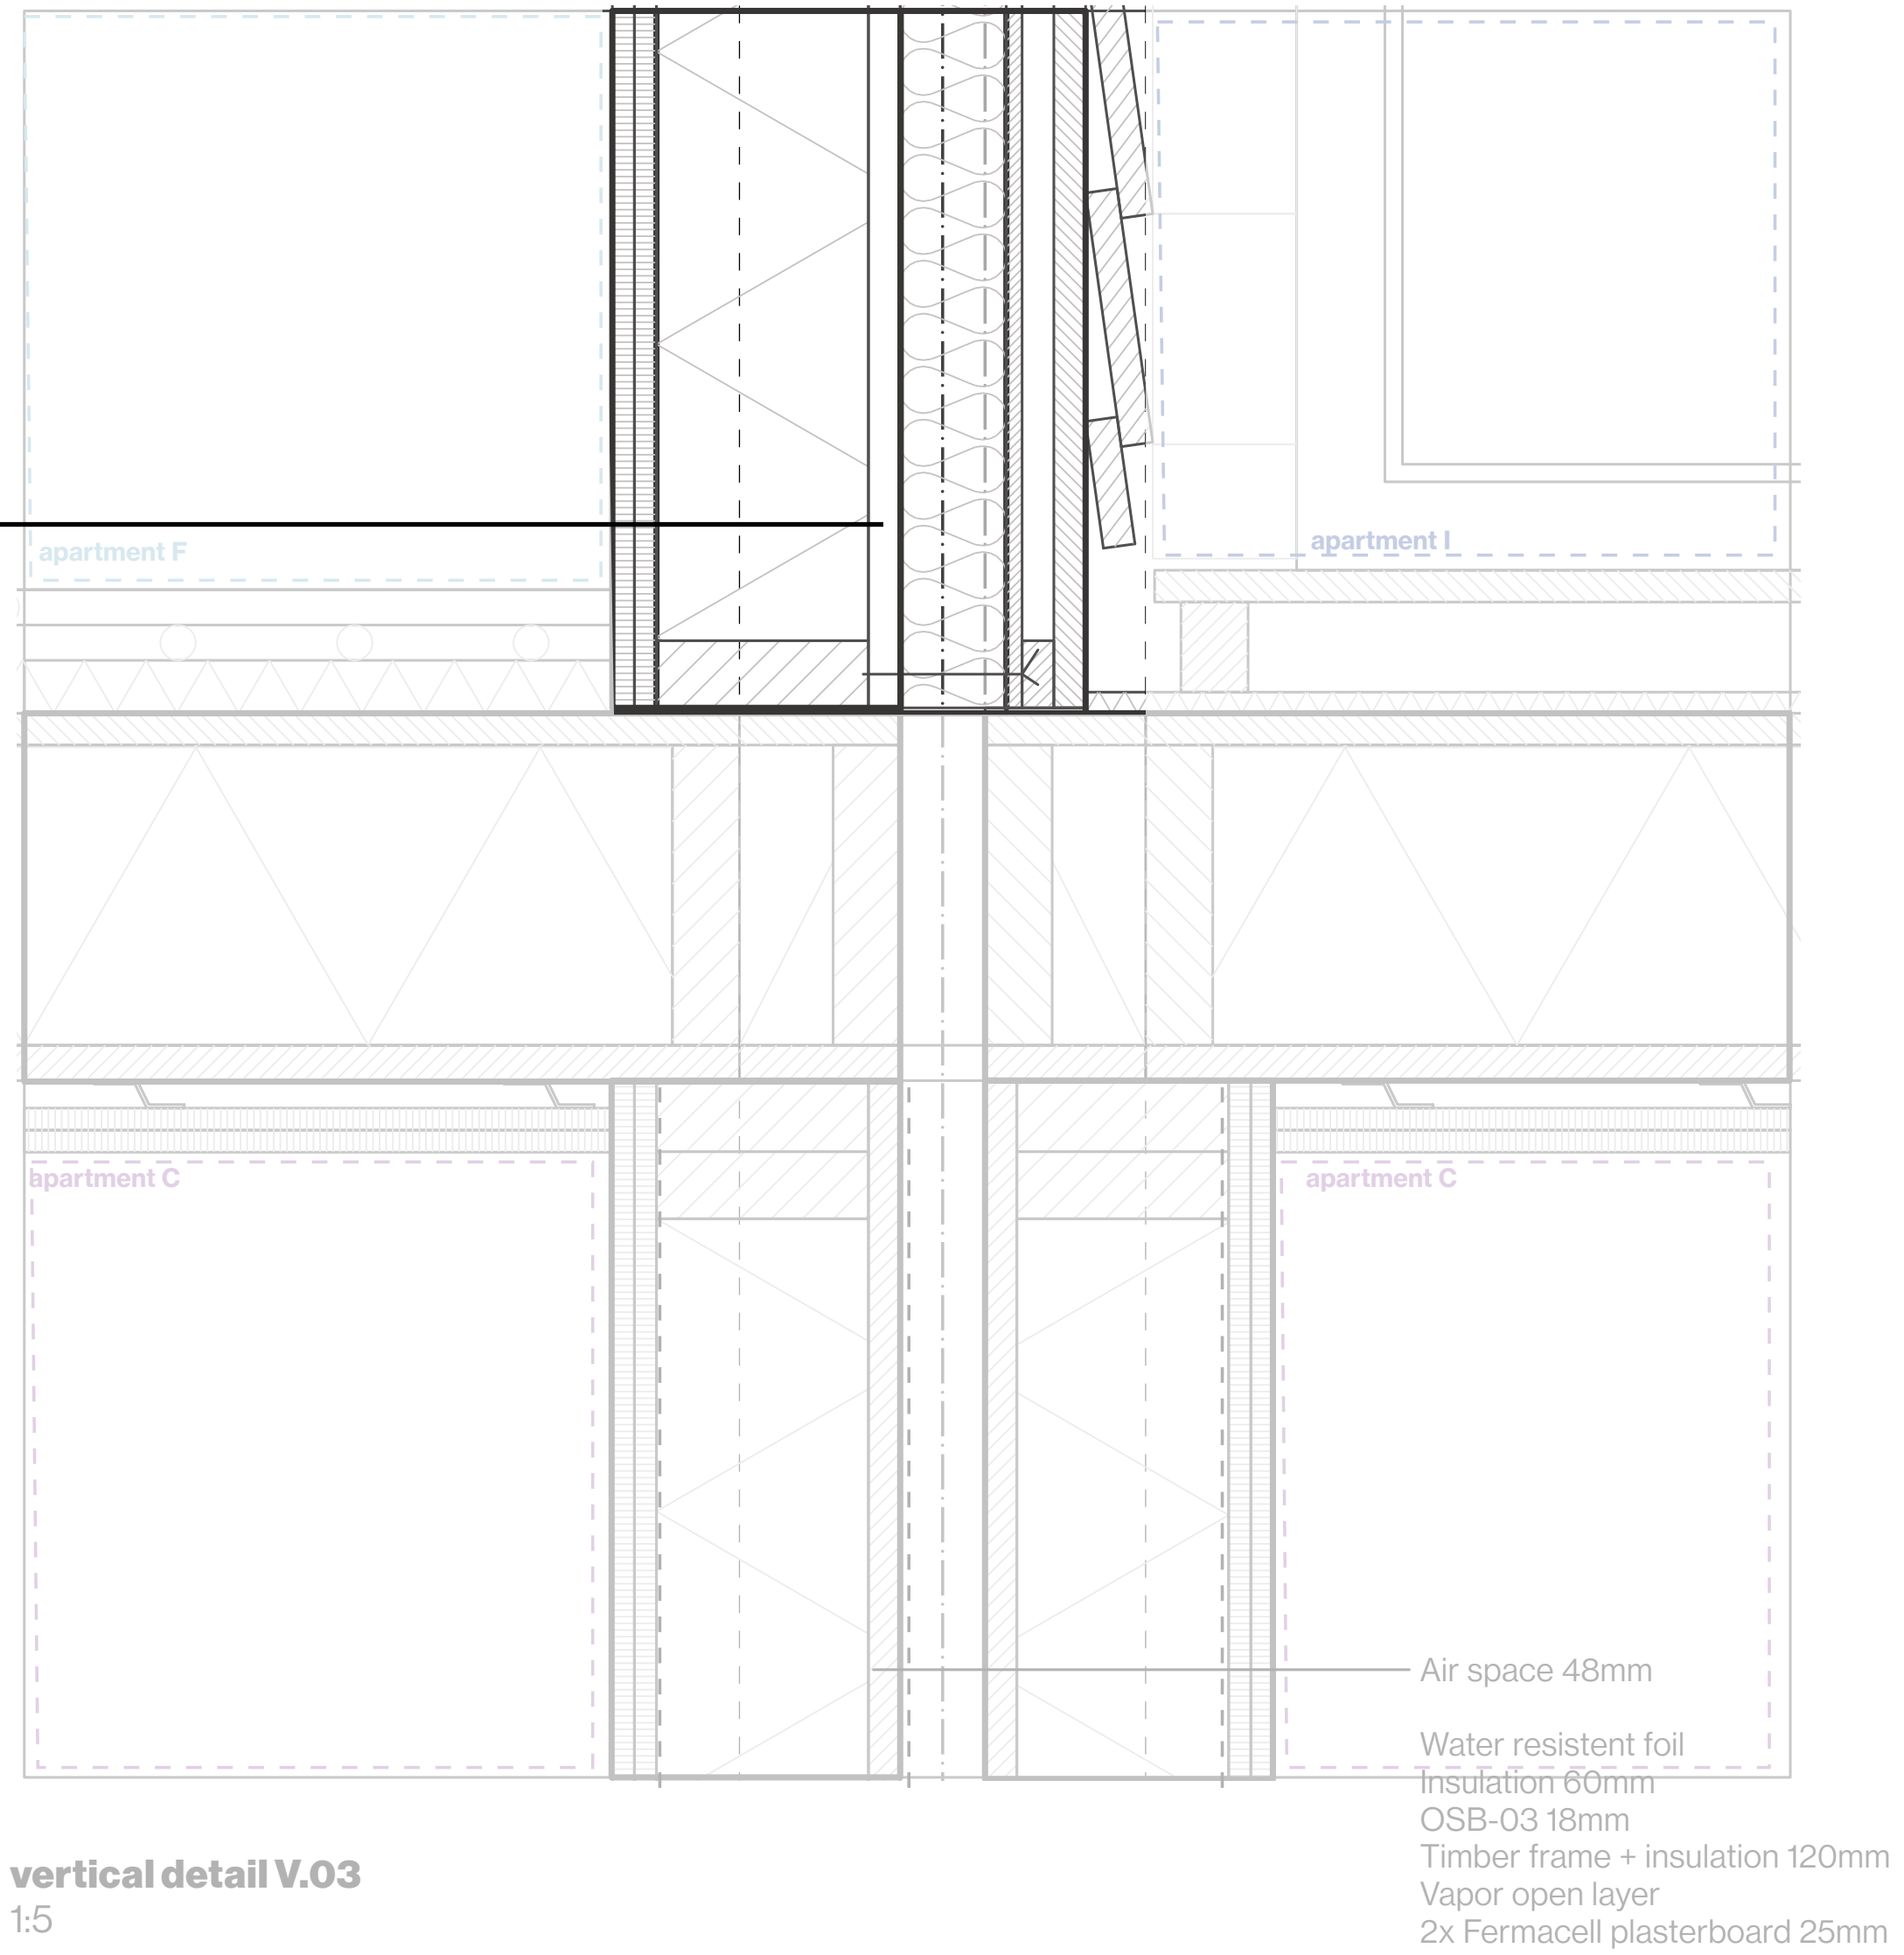 apartment F
apartment I
apartment C
apartment C
Air space 48mm
Water resistent foil
Insulation 60mm
OSB-03 18mm
Timber frame + insulation 120mm
Vapor open layer
2x Fermacell plasterboard 25mm
vertical detail V.03
1:5